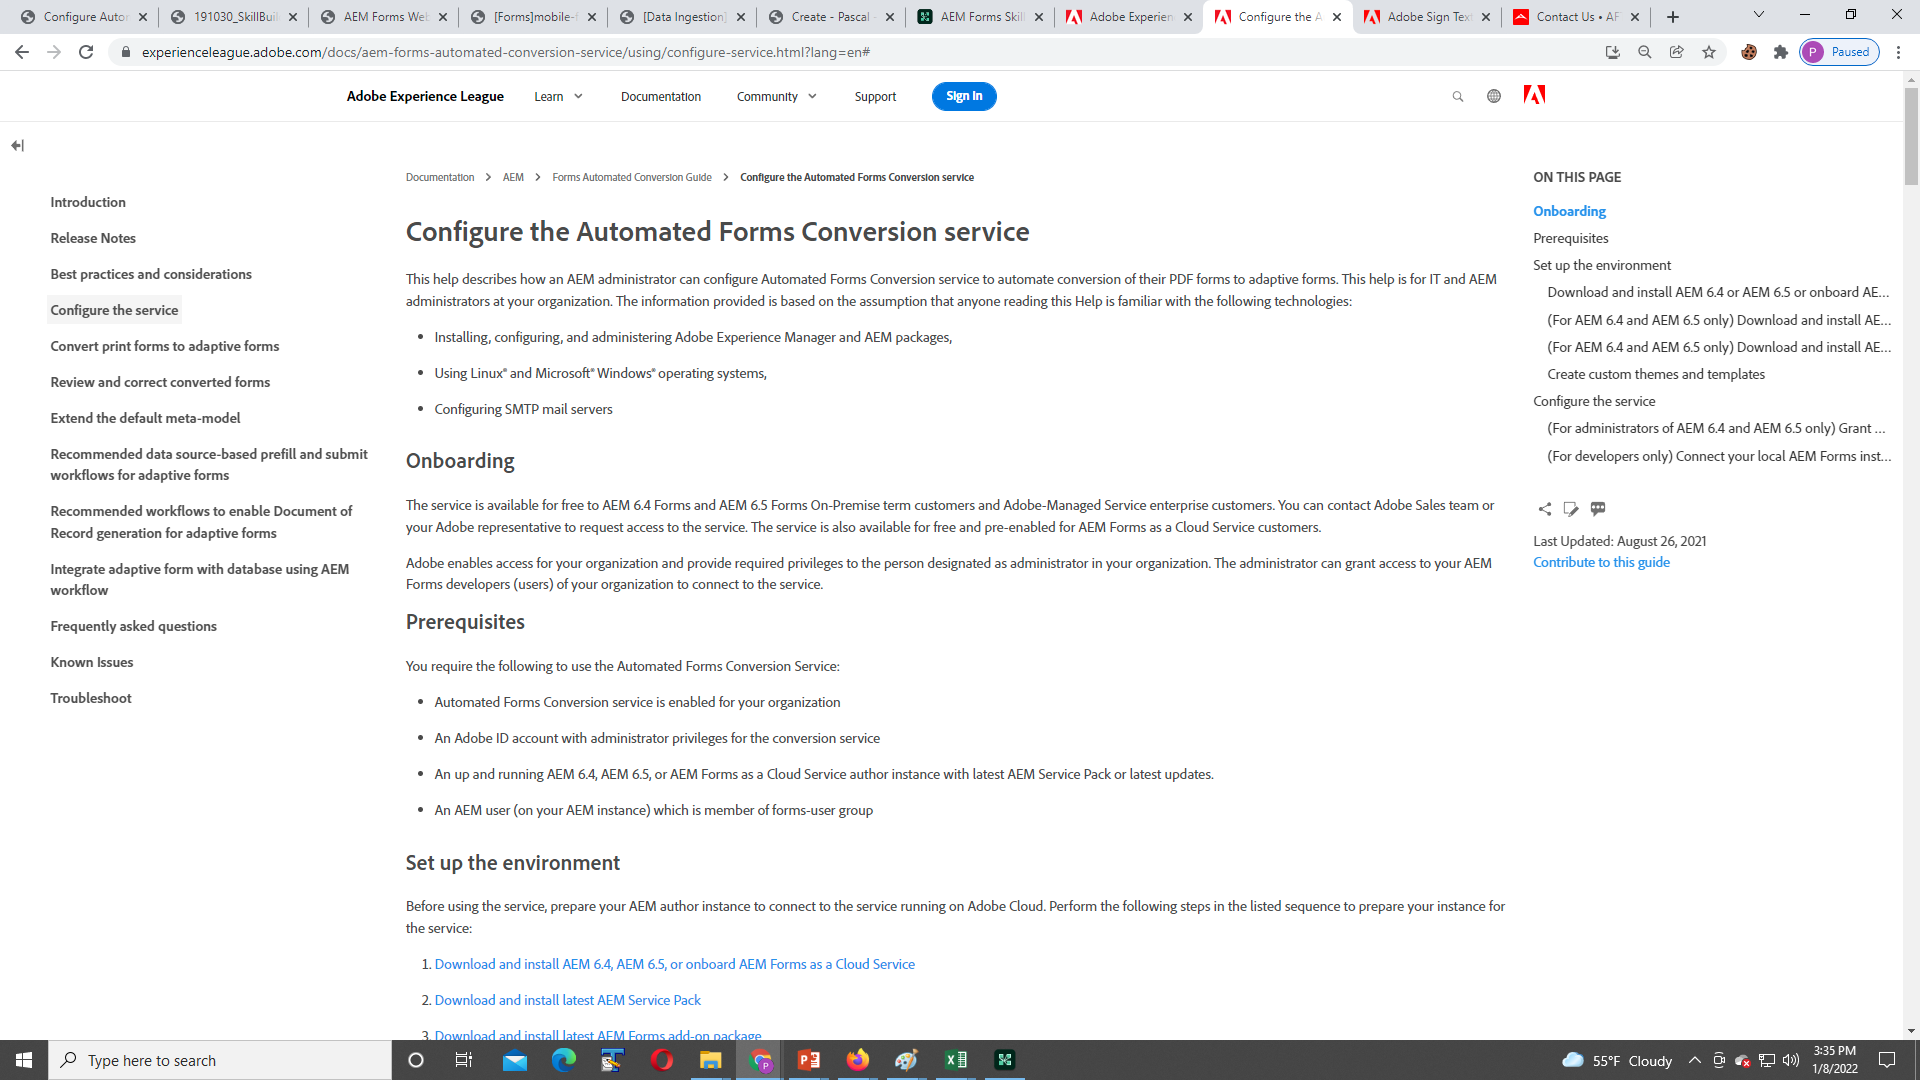 Configure Autor
191030_SkillBuil
AEM Forms Web
[Forms]mobile-f
[Data Ingestion]
Create - Pascal -
AEM Forms Skil
Adobe Experien
Configure the A
Adobe Sign Text
Contact Us • AF
experienceleague.adobe.com/docs/aem-forms-automated-conversion-service/using/configure-service.html?lang=en#
P Paused
Adobe Experience League
Learn
Documentation
Community
Support
Sign In
Documentation > AEM > Forms Automated Conversion Guide > Configure the Automated Forms Conversion service
Introduction
Release Notes
Best practices and considerations
Configure the service
Convert print forms to adaptive forms
Review and correct converted forms
Extend the default meta-model
Recommended data source-based prefill and submit
workflows for adaptive forms
Recommended workflows to enable Document of
Record generation for adaptive forms
Integrate adaptive form with database using AEM
workflow
Frequently asked questions
Known Issues
Troubleshoot
Configure the Automated Forms Conversion service
This help describes how an AEM administrator can configure Automated Forms Conversion service to automate conversion of their PDF forms to adaptive forms. This help is for IT and AEM
administrators at your organization. The information provided is based on the assumption that anyone reading this Help is familiar with the following technologies:
• Installing, configuring, and administering Adobe Experience Manager and AEM packages,
• Using Linux® and Microsoft® Windows® operating systems,
• Configuring SMTP mail servers
Onboarding
The service is available for free to AEM 6.4 Forms and AEM 6.5 Forms On-Premise term customers and Adobe-Managed Service enterprise customers. You can contact Adobe Sales team or
your Adobe representative to request access to the service. The service is also available for free and pre-enabled for AEM Forms as a Cloud Service customers.
Adobe enables access for your organization and provide required privileges to the person designated as administrator in your organization. The administrator can grant access to your AEM
Forms developers (users) of your organization to connect to the service.
Prerequisites
You require the following to use the Automated Forms Conversion Service:
• Automated Forms Conversion service is enabled for your organization
• An Adobe ID account with administrator privileges for the conversion service
• An up and running AEM 6.4, AEM 6.5, or AEM Forms as a Cloud Service author instance with latest AEM Service Pack or latest updates.
• An AEM user (on your AEM instance) which is member of forms-user group
Set up the environment
Before using the service, prepare your AEM author instance to connect to the service running on Adobe Cloud. Perform the following steps in the listed sequence to prepare your instance for
the service:
1. Download and install AEM 6.4, AEM 6.5, or onboard AEM Forms as a Cloud Service
2. Download and install latest AEM Service Pack
3. Download and install latest AEM Forms add-on package
ON THIS PAGE
Onboarding
Prerequisites
Set up the environment
Download and install AEM 6.4 or AEM 6.5 or onboard AE...
(For AEM 6.4 and AEM 6.5 only) Download and install AE...
(For AEM 6.4 and AEM 6.5 only) Download and install AE...
Create custom themes and templates
Configure the service
(For administrators of AEM 6.4 and AEM 6.5 only) Grant ...
(For developers only) Connect your local AEM Forms inst...
Last Updated: August 26, 2021
Contribute to this guide
Type here to search
55°F Cloudy
3:35 PM
1/8/2022